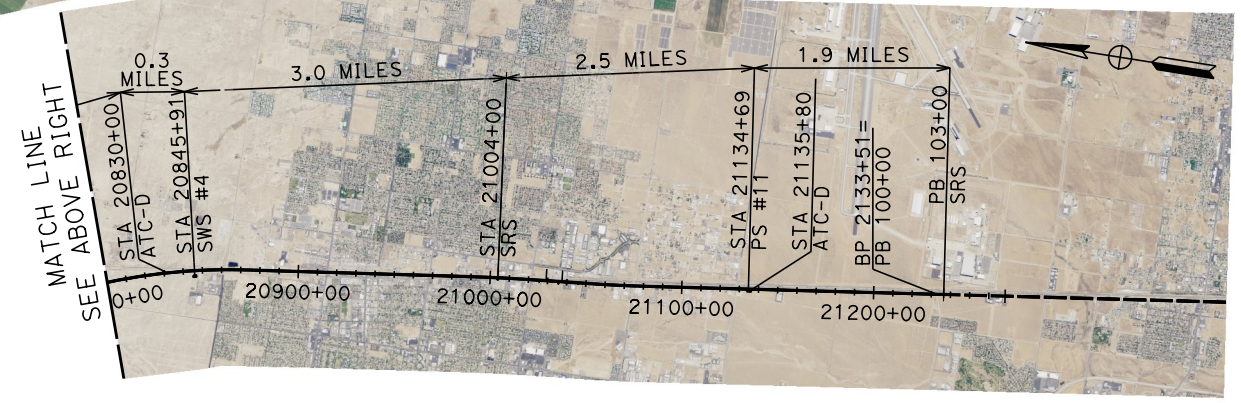 MATCH LINE
SEE ABOVE RIGHT
0.3
MILES
3.0 MILES
2.5 MILES
1.9 MILES
STA 20830+00
ATC-D
STA 20845+91
SWS #4
STA 21004+00
SRS
STA 21134+69
PS #11
STA 21135+80
ATC-D
BP 2133+51=
PB 100+00
PB 103+00
SRS
0+00
20900+00
21000+00
21100+00
21200+00